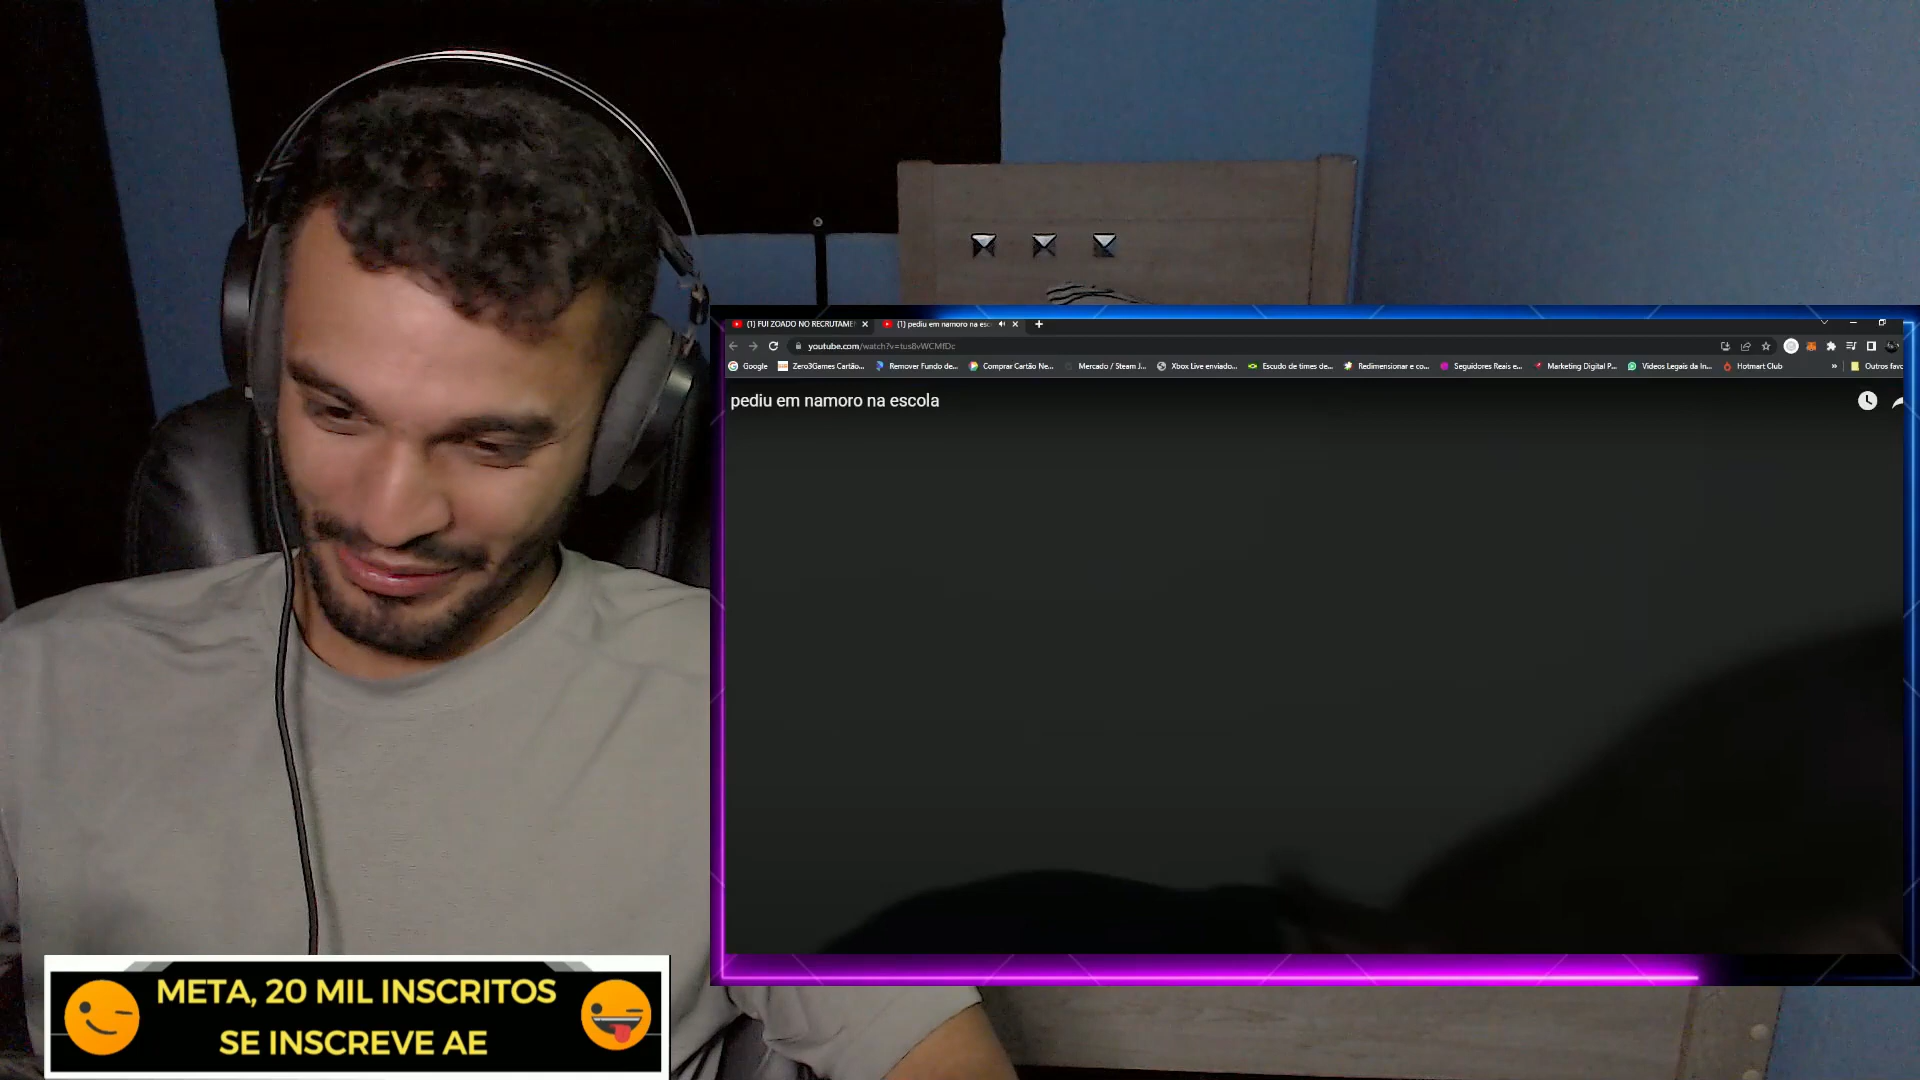 (1) FUI ZOADO NO RECRUTAME
(1) pediu em namoro na esc
youtube.com/watch?v=tus8vWCMfDc
Google Zero3Games Cartão... Remover Fundo de... Comprar Cartão Ne... Mercado / Steam J... Xbox Live enviado... Escudo de times de... Redimensionar e co... Seguidores Reais e... Marketing Digital P... Vídeos Legais da In... Hotmart Club » Outros favo
pediu em namoro na escola
META, 20 MIL INSCRITOS
SE INSCREVE AE